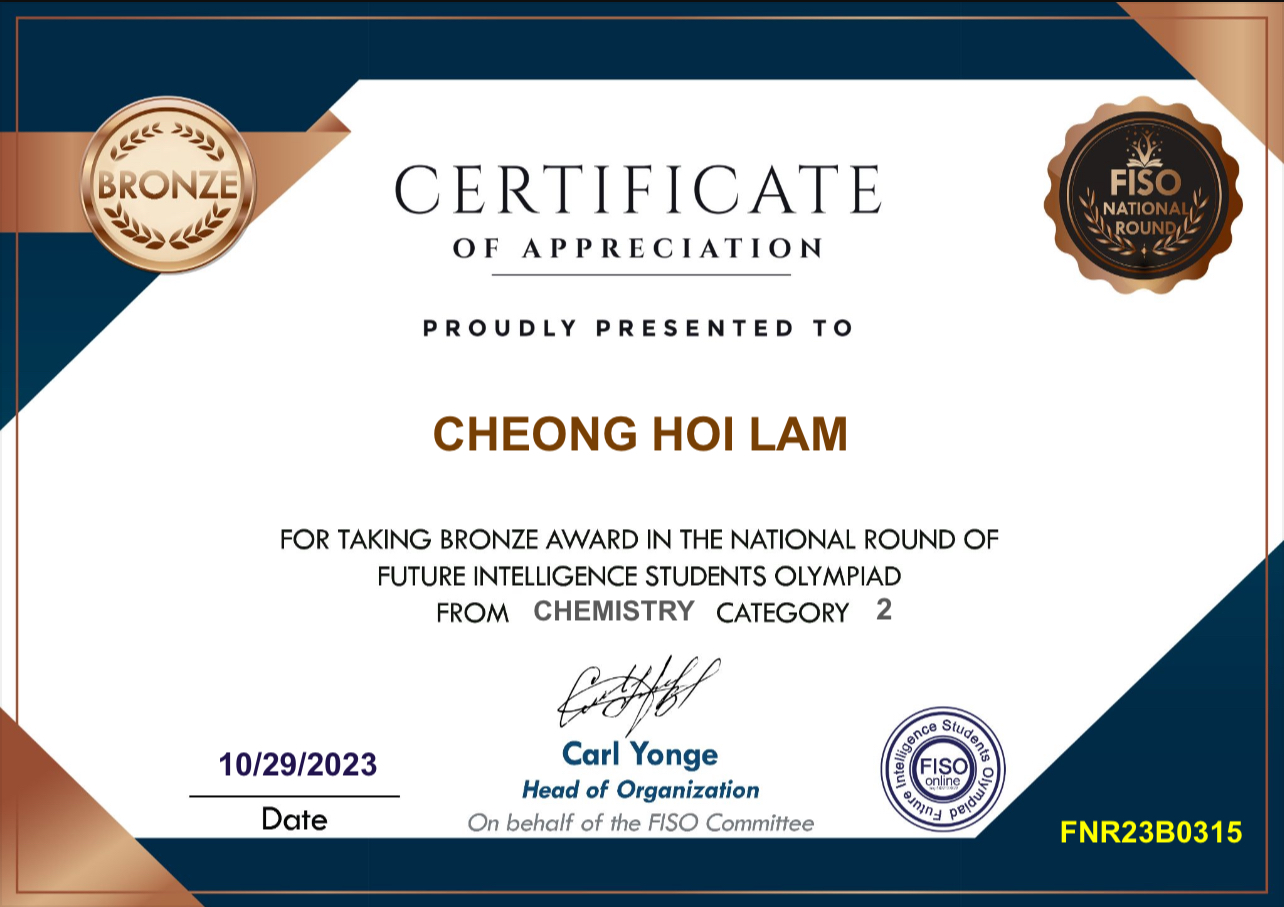 BRONZE
FISO
NATIONAL
ROUND
CERTIFICATE
OF APPRECIATION
PROUDLY PRESENTED TO
CHEONG HOI LAM
FOR TAKING BRONZE AWARD IN THE NATIONAL ROUND OF
FUTURE INTELLIGENCE STUDENTS OLYMPIAD
FROM CHEMISTRY CATEGORY 2
10/29/2023
Date
Carl Yonge
Head of Organization
On behalf of the FISO Committee
Future Intelligence Students Olympiad
FISO
online
FNR23B0315